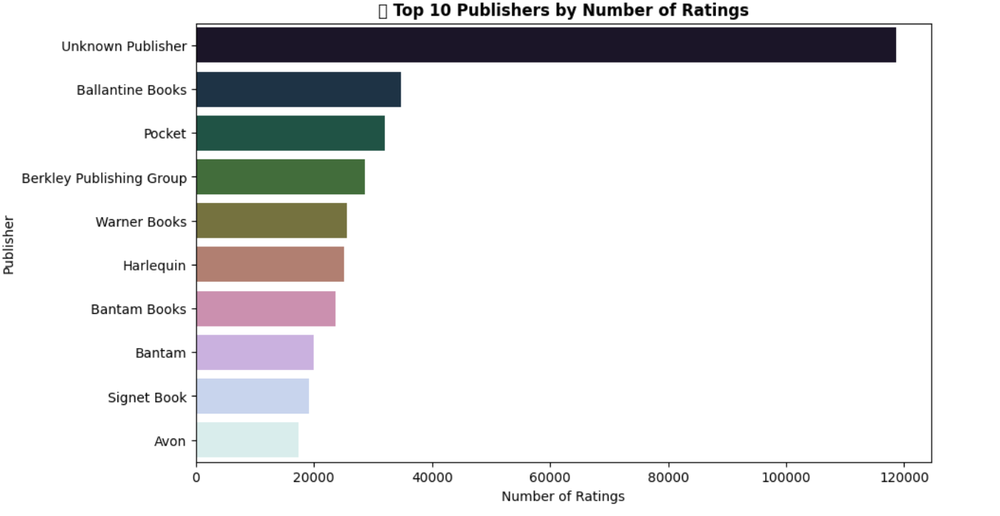 ▯ Top 10 Publishers by Number of Ratings
Unknown Publisher
Ballantine Books
Pocket
Berkley Publishing Group
Warner Books
Harlequin
Bantam Books
Bantam
Signet Book
Avon
Publisher
0 20000 40000 60000 80000 100000 120000
Number of Ratings